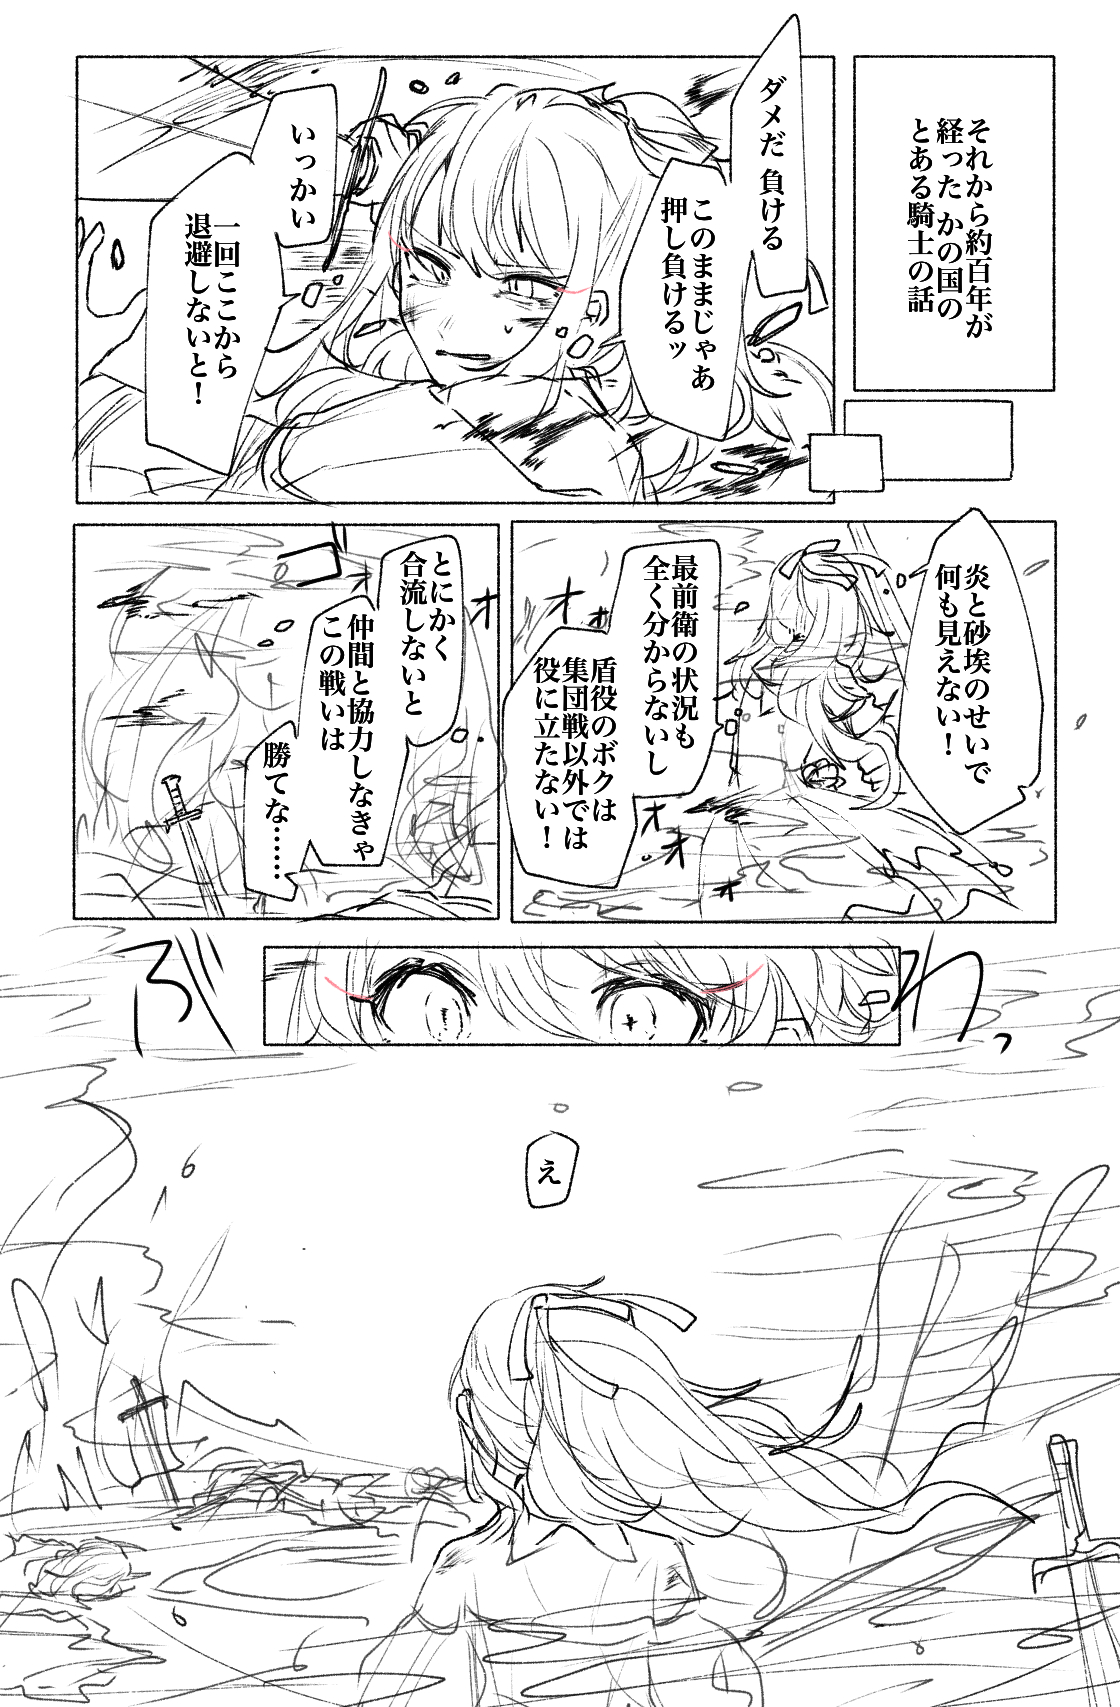 それから約百年が
経った かの国の
とある騎士の話
ダメだ 負ける
このままじゃあ
押し負けるッ
いっかい
一回ここから
退避しないと！
炎と砂埃のせいで
何も見えない！
最前衛の状況も
全く分からないし
盾役のボクは
集団戦以外では
役に立たない！
オオ
オオオ
とにかく
合流しないと
仲間と協力しなきゃ
この戦いは
勝てな……
ぶわっ
え